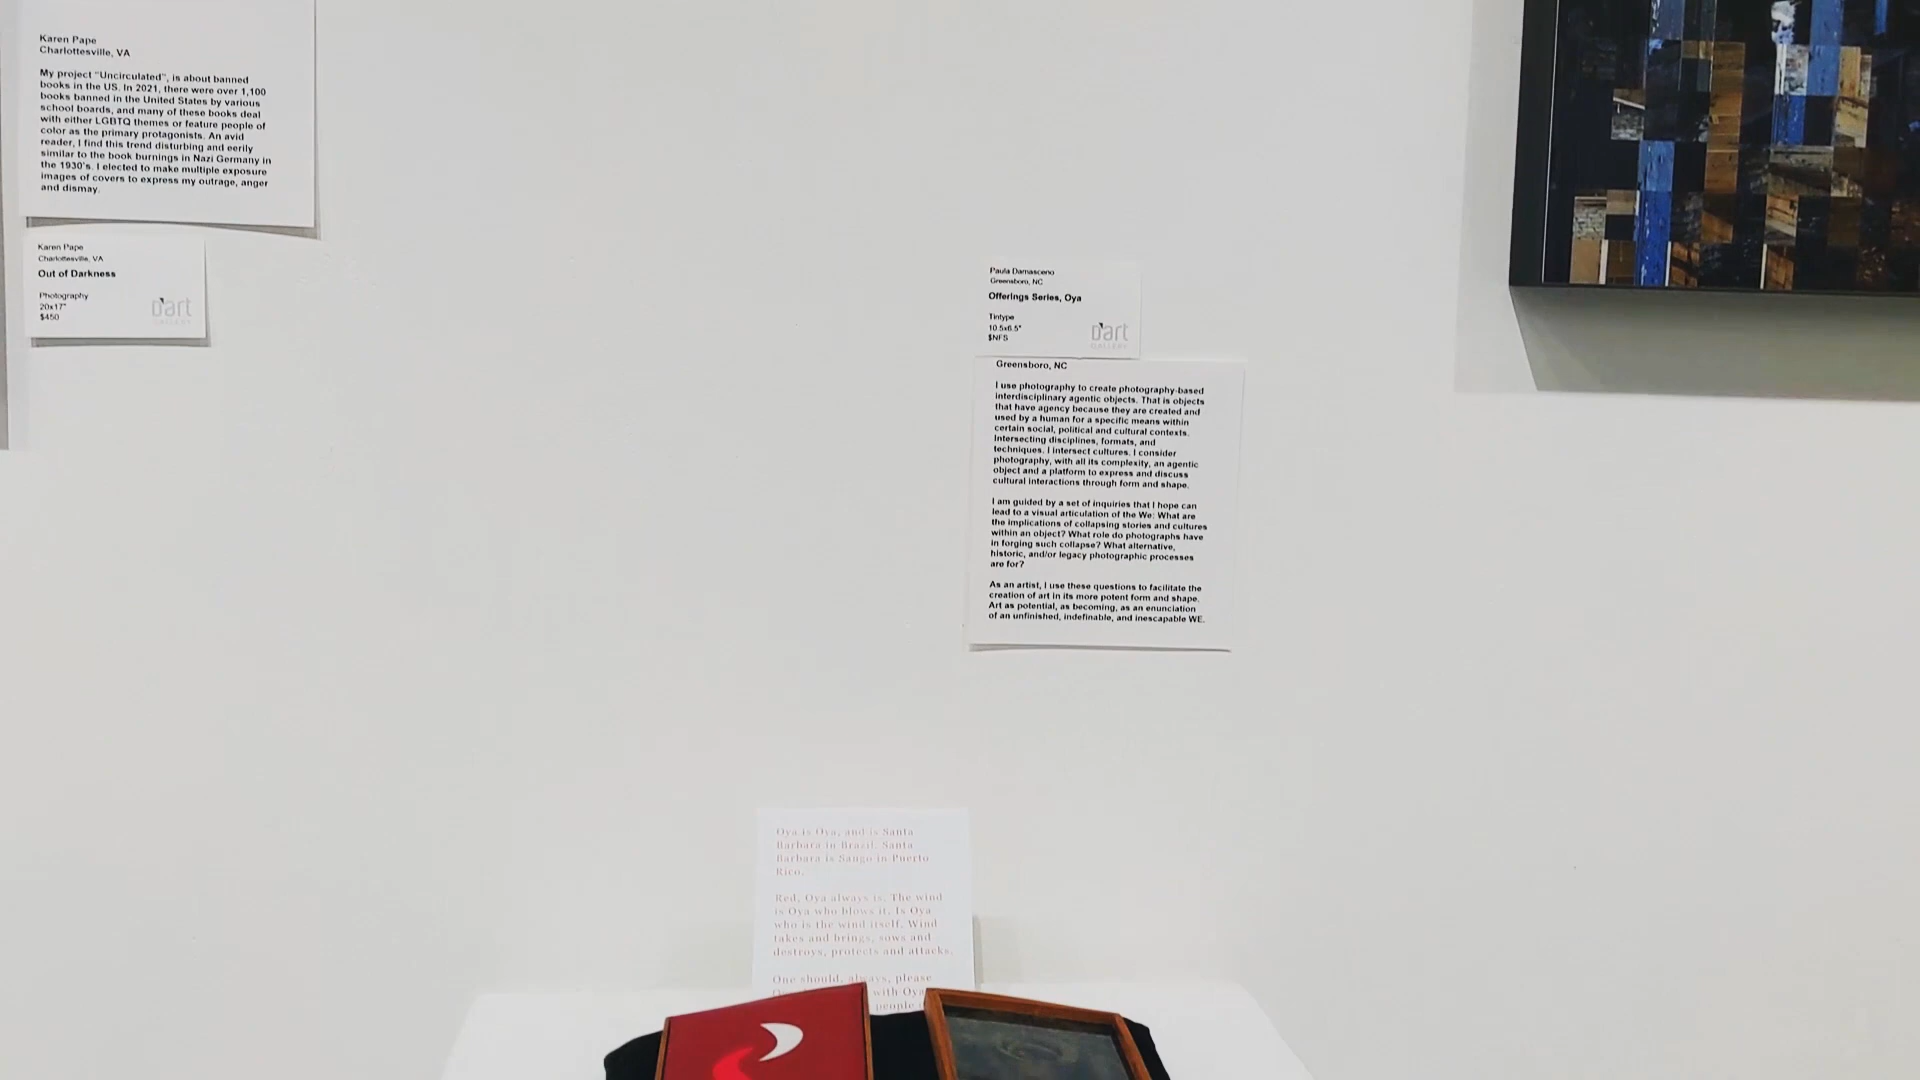 Karen Pape
Charlottesville, VA
My project "Uncirculated", is about banned
books in the US. In 2021, there were over 1,100
books banned in the United States by various
school boards, and many of these books deal
with either LGBTQ themes or feature people of
color as the primary protagonists. An avid
reader, I find this trend disturbing and eerily
similar to the book burnings in Nazi Germany in
the 1930's. I elected to make multiple exposure
images of covers to express my outrage, anger
and dismay.
Karen Pape
Charlottesville, VA
Out of Darkness
Photography
20x17"
$450
D'art
GALLERY
Paula Damasceno
Greensboro, NC
Offerings Series, Oya
Tintype
10.5x6.5"
$NFS
D'art
GALLERY
Greensboro, NC
I use photography to create photography-based
interdisciplinary agentic objects. That is objects
that have agency because they are created and
used by a human for a specific means within
certain social, political and cultural contexts.
Intersecting disciplines, formats, and
techniques, I intersect cultures. I consider
photography, with all its complexity, an agentic
object and a platform to express and discuss
cultural interactions through form and shape.
I am guided by a set of inquiries that I hope can
lead to a visual articulation of the We: What are
the implications of collapsing stories and cultures
within an object? What role do photographs have
in forging such collapse? What alternative,
historic, and/or legacy photographic processes
are for?
As an artist, I use these questions to facilitate the
creation of art in its more potent form and shape.
Art as potential, as becoming, as an enunciation
of an unfinished, indefinable, and inescapable WE.
Oya is Oya, and is Santa
Barbara in Brazil. Santa
Barbara is Sango in Puerto
Rico.
Red, Oya always is. The wind
is Oya who blows it. Is Oya
who is the wind itself. Wind
takes and brings, sows and
destroys, protects and attacks.
One should, always, please
with Oya
people